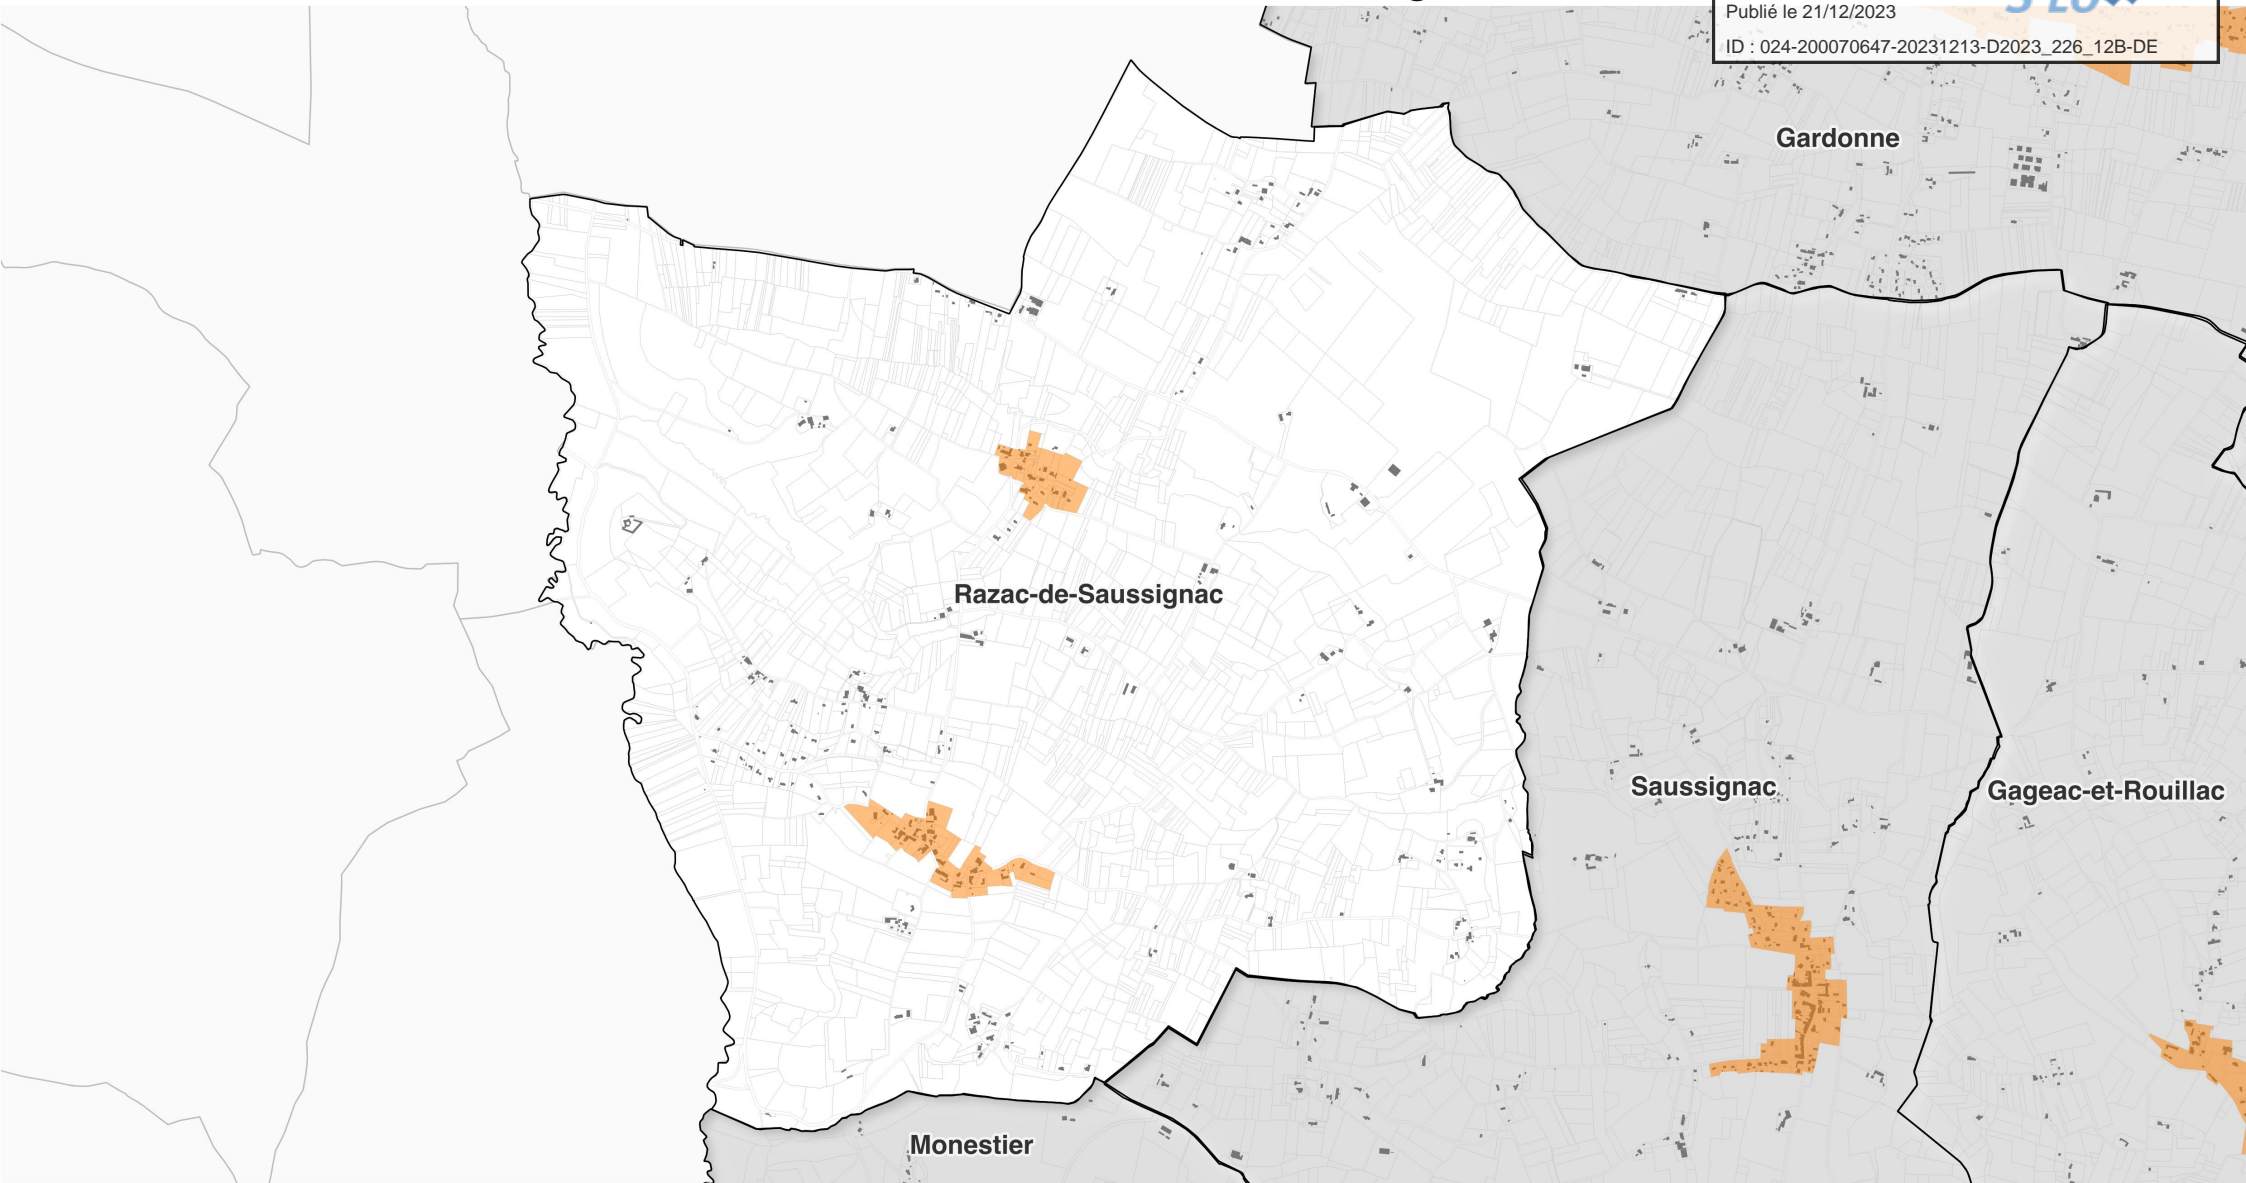 Publié le 21/12/2023
ID : 024-200070647-20231213-D2023_226_12B-DE
Gardonne
Razac-de-Saussignac
Saussignac
Gageac-et-Rouillac
Monestier